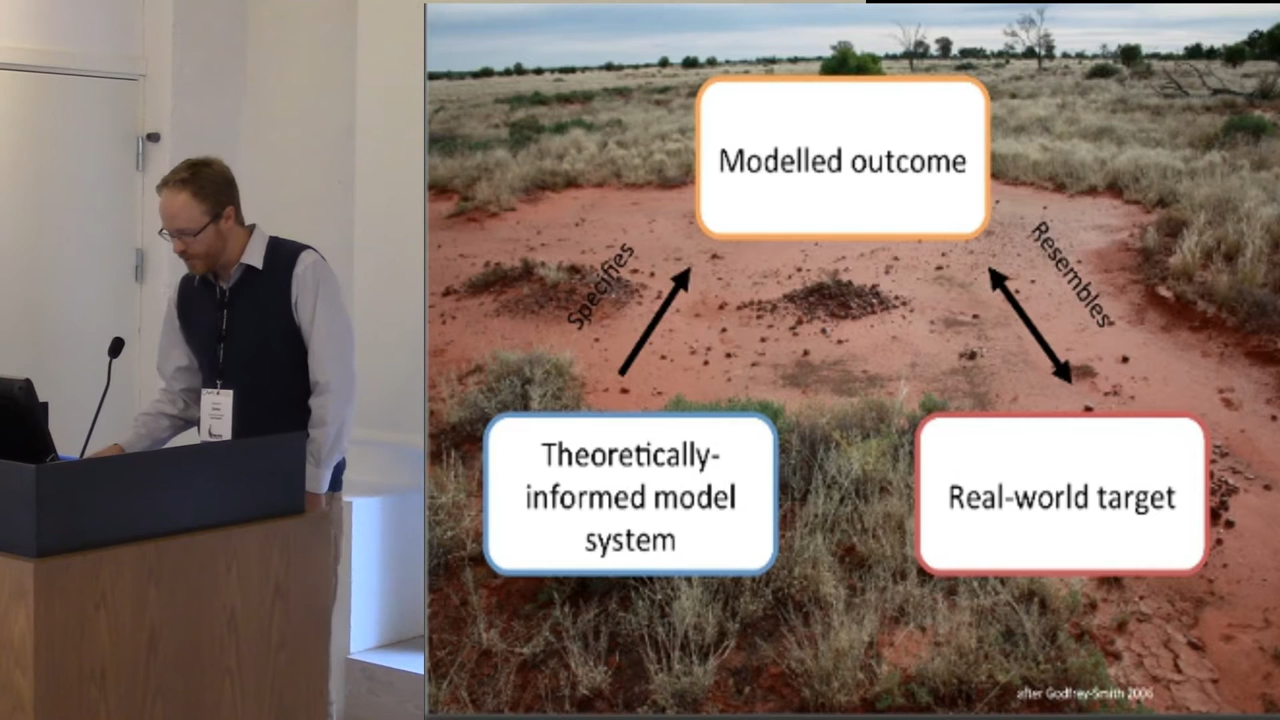 Modelled outcome
Specifies
Resembles
Theoretically-
informed model
system
Real-world target
after Godfrey-Smith 2006